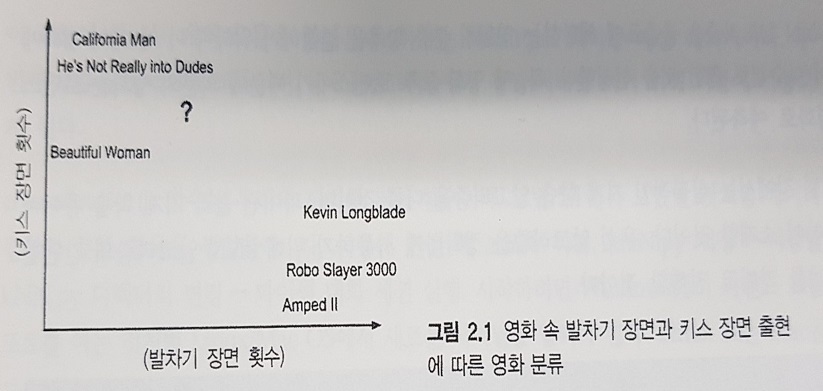 California Man
He's Not Really into Dudes
?
Beautiful Woman
(키스 장면 횟수)
Kevin Longblade
Robo Slayer 3000
Amped II
(발차기 장면 횟수)
그림 2.1 영화 속 발차기 장면과 키스 장면 출현
에 따른 영화 분류